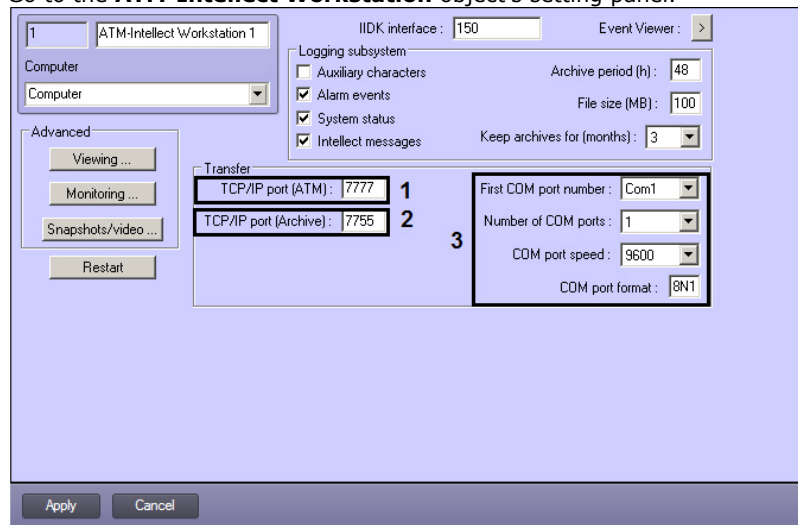 Go to the ATM-Intellect Workstation object's setting panel.
1 ATM-Intellect Workstation 1
IIDK interface : 150
Event Viewer : >
Computer
Computer
Logging subsystem
Auxiliary characters
Alarm events
System status
Intellect messages
Archive period (h) : 48
File size (MB) : 100
Keep archives for (months) : 3
Advanced
Viewing ...
Monitoring ...
Snapshots/video ...
Restart
Transfer
TCP/IP port (ATM) : 7777 1
TCP/IP port (Archive) : 7755 2
3
First COM port number : Com1
Number of COM ports : 1
COM port speed : 9600
COM port format : 8N1
Apply Cancel